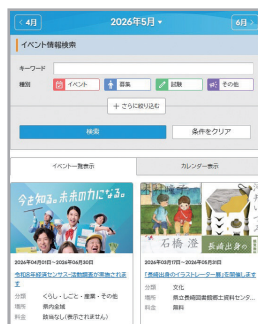 < 4月
2026年5月
6月 >
イベント情報検索
キーワード
種別
イベント
募集
試験
その他
＋ さらに絞り込む
検索
条件をクリア
イベント一覧表示
カレンダー表示
今を知る。未来の力になる。
石橋澄
長崎出身の
2026年04月01日~2026年06月30日
令和8年経済センサス-活動調査が実施されます
分類 くらし・しごと・産業・その他
場所 県内全域
料金 該当なし(表示されません)
2026年03月17日~2026年05月31日
「長崎出身のイラストレーター展」を開催します
分類 文化
場所 県立長崎図書館郷土資料センタ...
料金 無料